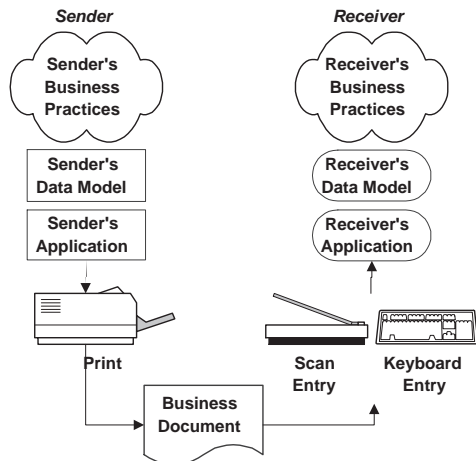 Sender
Receiver
Sender's
Business
Practices
Receiver's
Business
Practices
Sender's
Data Model
Receiver's
Data Model
Sender's
Application
Receiver's
Application
Print
Scan
Entry
Keyboard
Entry
Business
Document